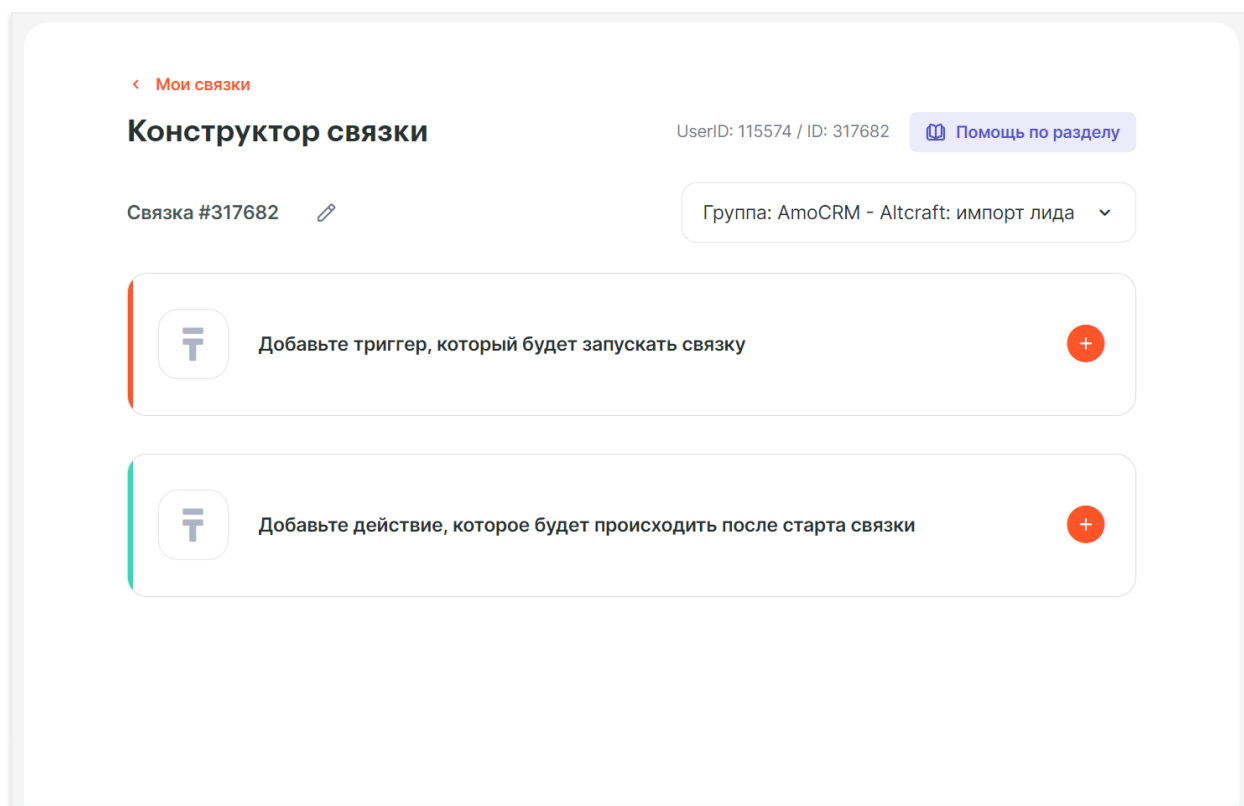 Мои связки
Конструктор связки
UserID: 115574 / ID: 317682
Помощь по разделу
Связка #317682
Группа: AmoCRM - Altcraft: импорт лида
Добавьте триггер, который будет запускать связку
Добавьте действие, которое будет происходить после старта связки